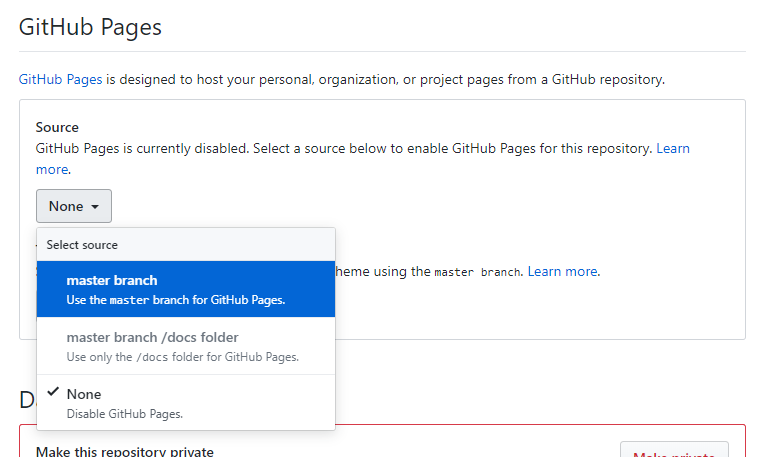 GitHub Pages
GitHub Pages is designed to host your personal, organization, or project pages from a GitHub repository.
Source
GitHub Pages is currently disabled. Select a source below to enable GitHub Pages for this repository. Learn
more.
None
Select source
heme using the master branch. Learn more.
master branch
Use the master branch for GitHub Pages.
master branch /docs folder
Use only the /docs folder for GitHub Pages.
None
Disable GitHub Pages.
Make this repository private
Make private